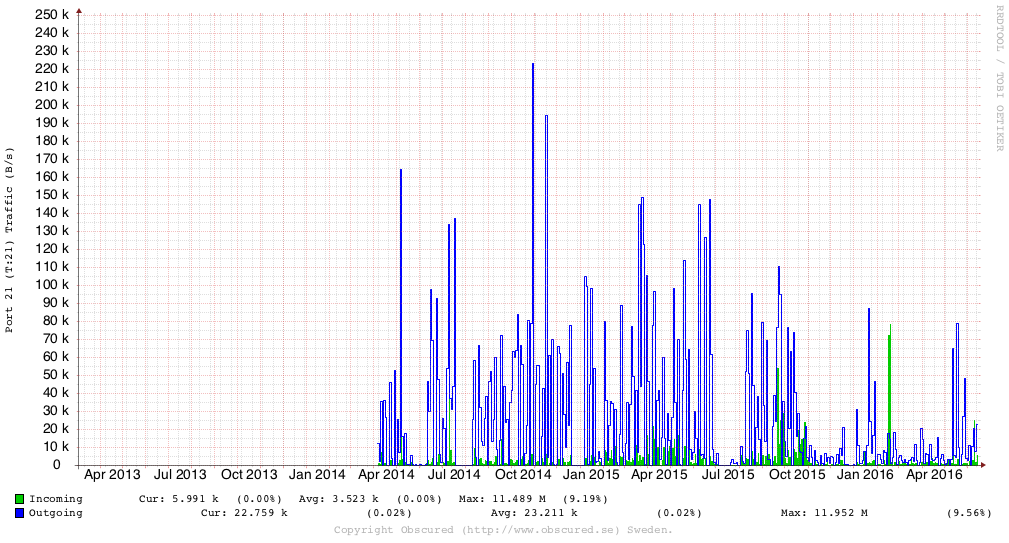 RRDTOOL / TOBI OETIKER
Port 21 (T:21) Traffic (B/s)
250 k
240 k
230 k
220 k
210 k
200 k
190 k
180 k
170 k
160 k
150 k
140 k
130 k
120 k
110 k
100 k
90 k
80 k
70 k
60 k
50 k
40 k
30 k
20 k
10 k
0
Apr 2013 Jul 2013 Oct 2013 Jan 2014 Apr 2014 Jul 2014 Oct 2014 Jan 2015 Apr 2015 Jul 2015 Oct 2015 Jan 2016 Apr 2016
Incoming Cur: 5.991 k (0.00%) Avg: 3.523 k (0.00%) Max: 11.489 M (9.19%)
Outgoing Cur: 22.759 k (0.02%) Avg: 23.211 k (0.02%) Max: 11.952 M (9.56%)
Copyright Obscured (http://www.obscured.se) Sweden.